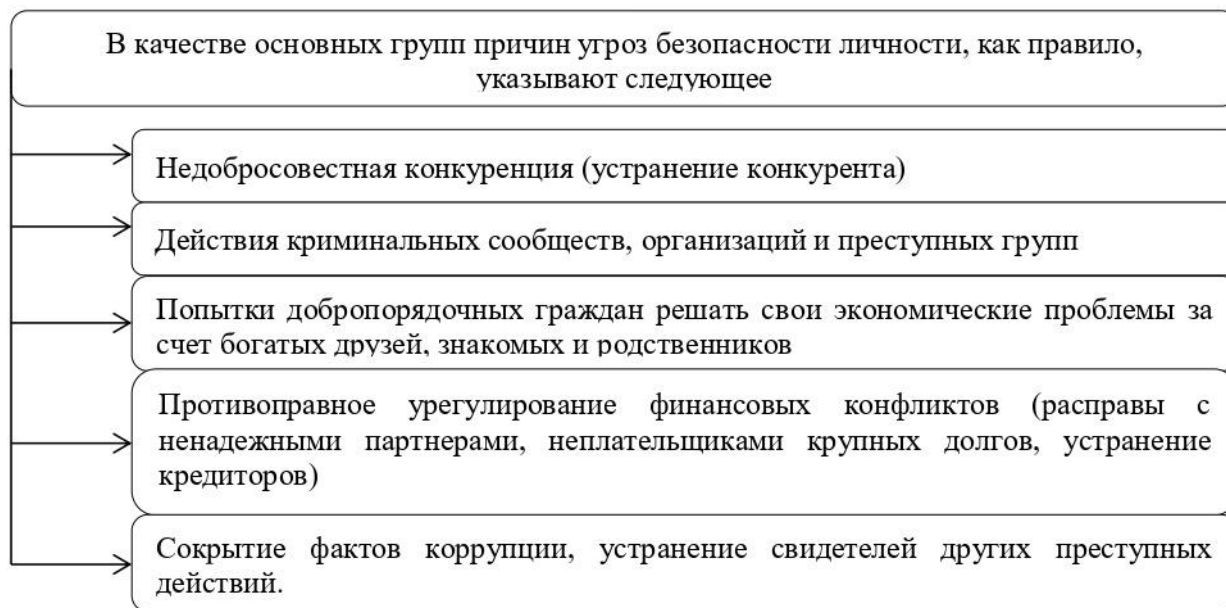 В качестве основных групп причин угроз безопасности личности, как правило,
указывают следующее
Недобросовестная конкуренция (устранение конкурента)
Действия криминальных сообществ, организаций и преступных групп
Попытки добропорядочных граждан решать свои экономические проблемы за
счет богатых друзей, знакомых и родственников
Противоправное урегулирование финансовых конфликтов (расправы с
ненадежными партнерами, неплательщиками крупных долгов, устранение
кредиторов)
Сокрытие фактов коррупции, устранение свидетелей других преступных
действий.